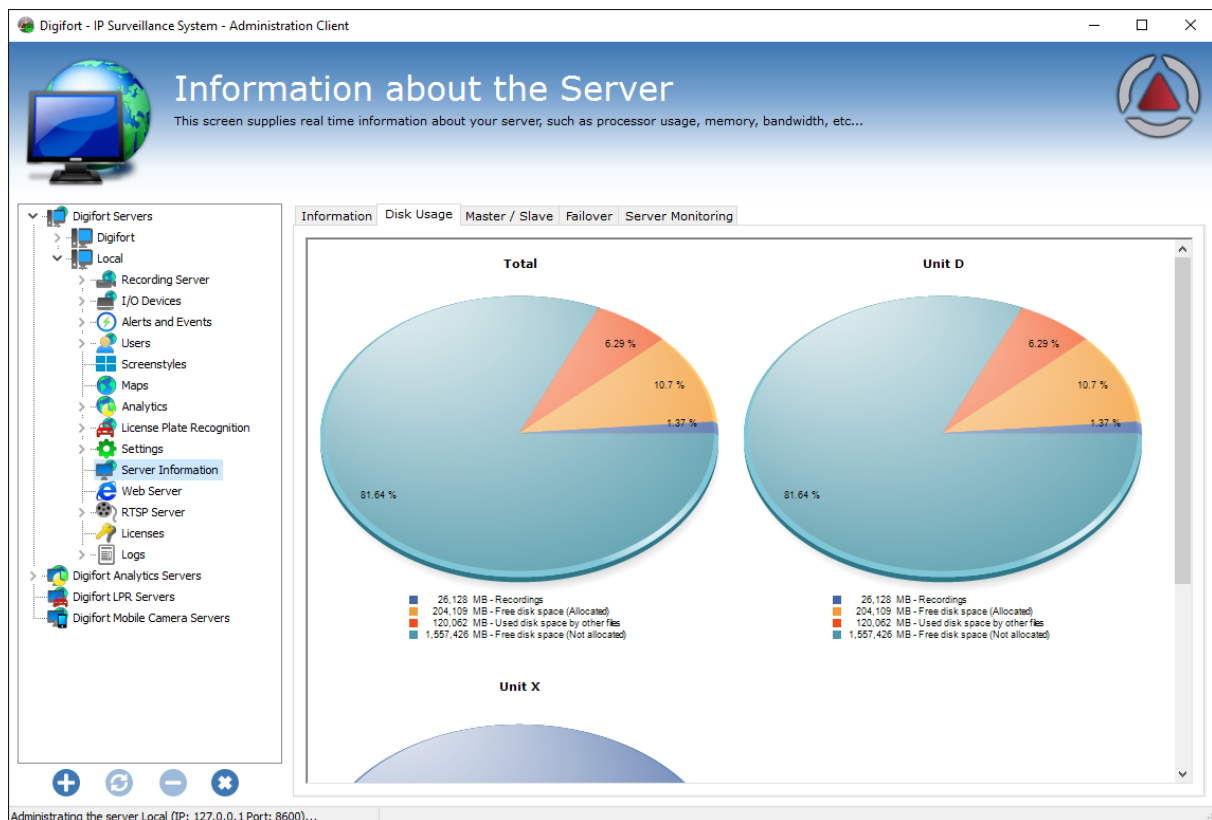 Digifort - IP Surveillance System - Administration Client
Information about the Server
This screen supplies real time information about your server, such as processor usage, memory, bandwidth, etc...
Digifort Servers
Digifort
Local
Recording Server
I/O Devices
Alerts and Events
Users
Screenstyles
Maps
Analytics
License Plate Recognition
Settings
Server Information
Web Server
RTSP Server
Licenses
Logs
Digifort Analytics Servers
Digifort LPR Servers
Digifort Mobile Camera Servers
Information Disk Usage Master / Slave Failover Server Monitoring
Total
6.29 %
10.7 %
1.37 %
81.64 %
26,128 MB - Recordings
204,109 MB - Free disk space (Allocated)
120,062 MB - Used disk space by other files
1,557,426 MB - Free disk space (Not allocated)
Unit D
6.29 %
10.7 %
1.37 %
81.64 %
26,128 MB - Recordings
204,109 MB - Free disk space (Allocated)
120,062 MB - Used disk space by other files
1,557,426 MB - Free disk space (Not allocated)
Unit X
Administrating the server Local (IP: 127.0.0.1 Port: 8600)...